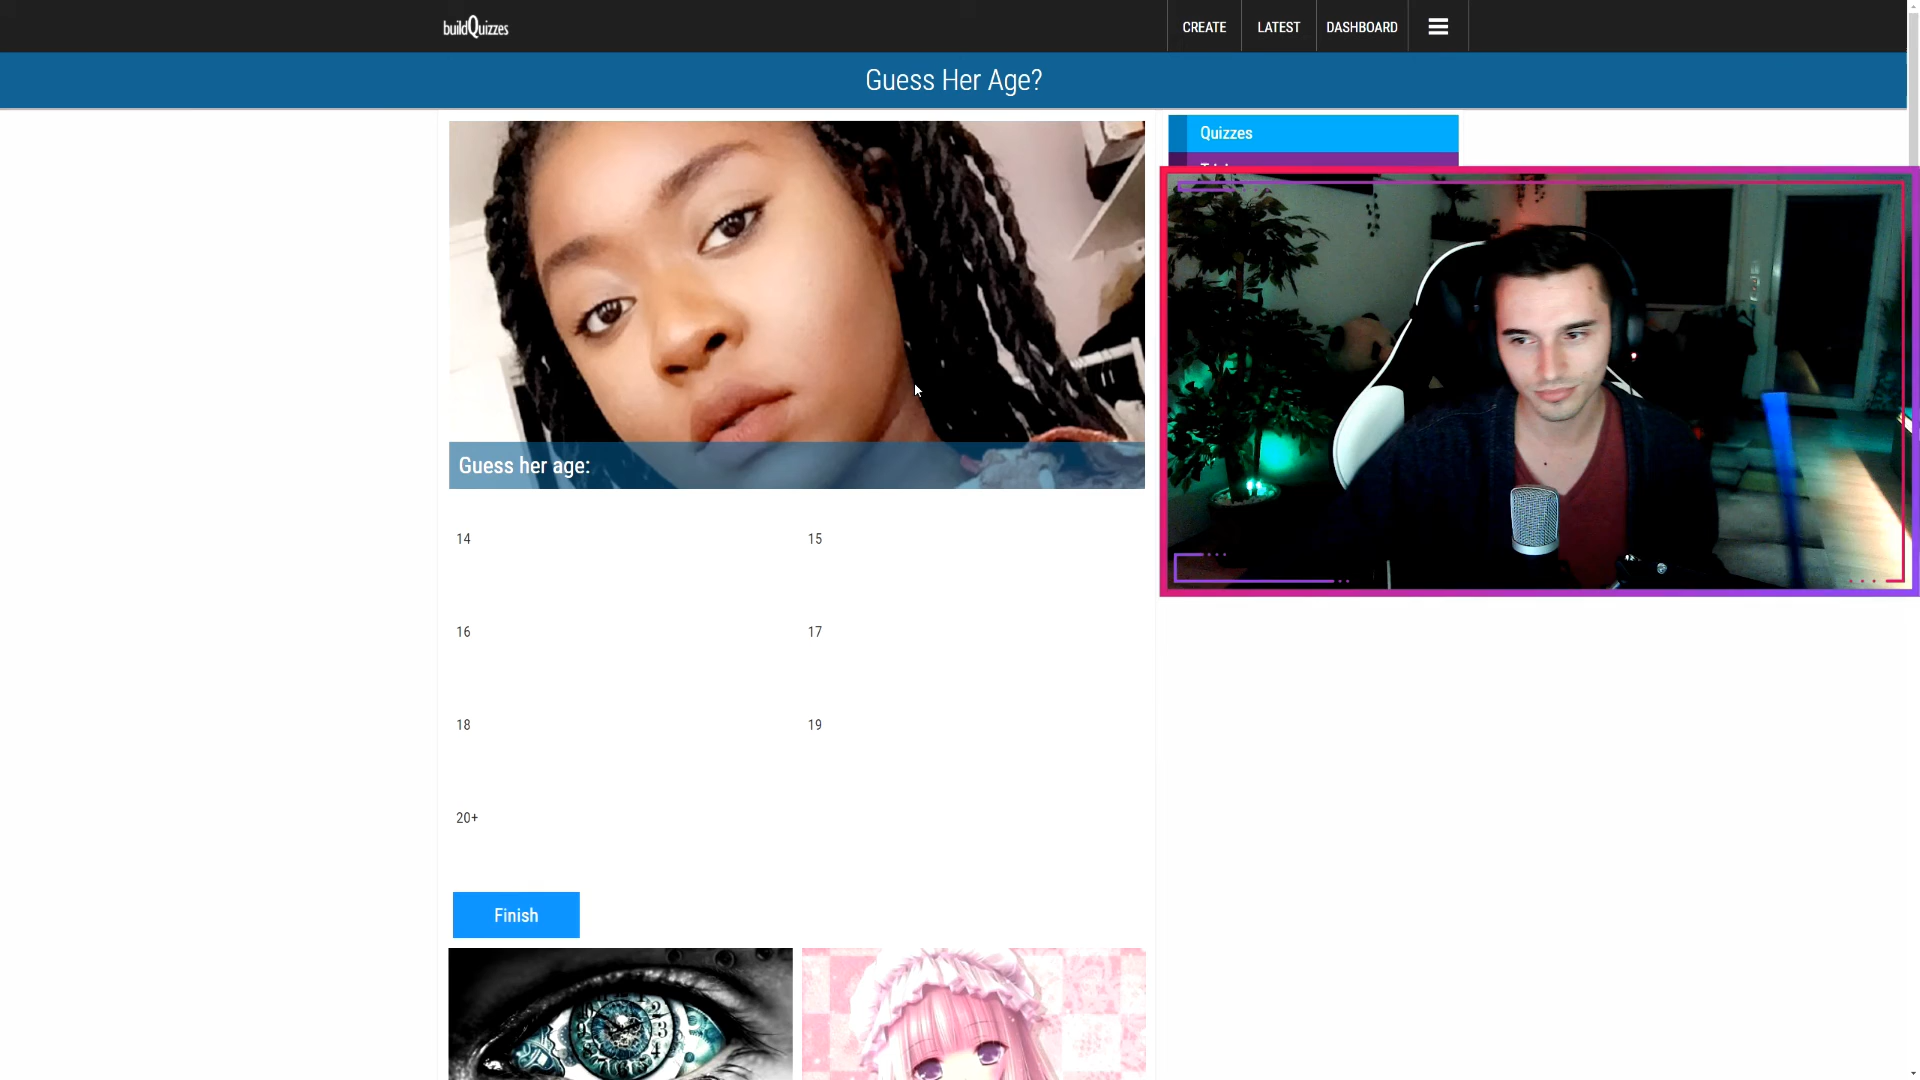 buildQuizzes
CREATE
LATEST
DASHBOARD
Guess Her Age?
Quizzes
Guess her age:
14
15
16
17
18
19
20+
Finish